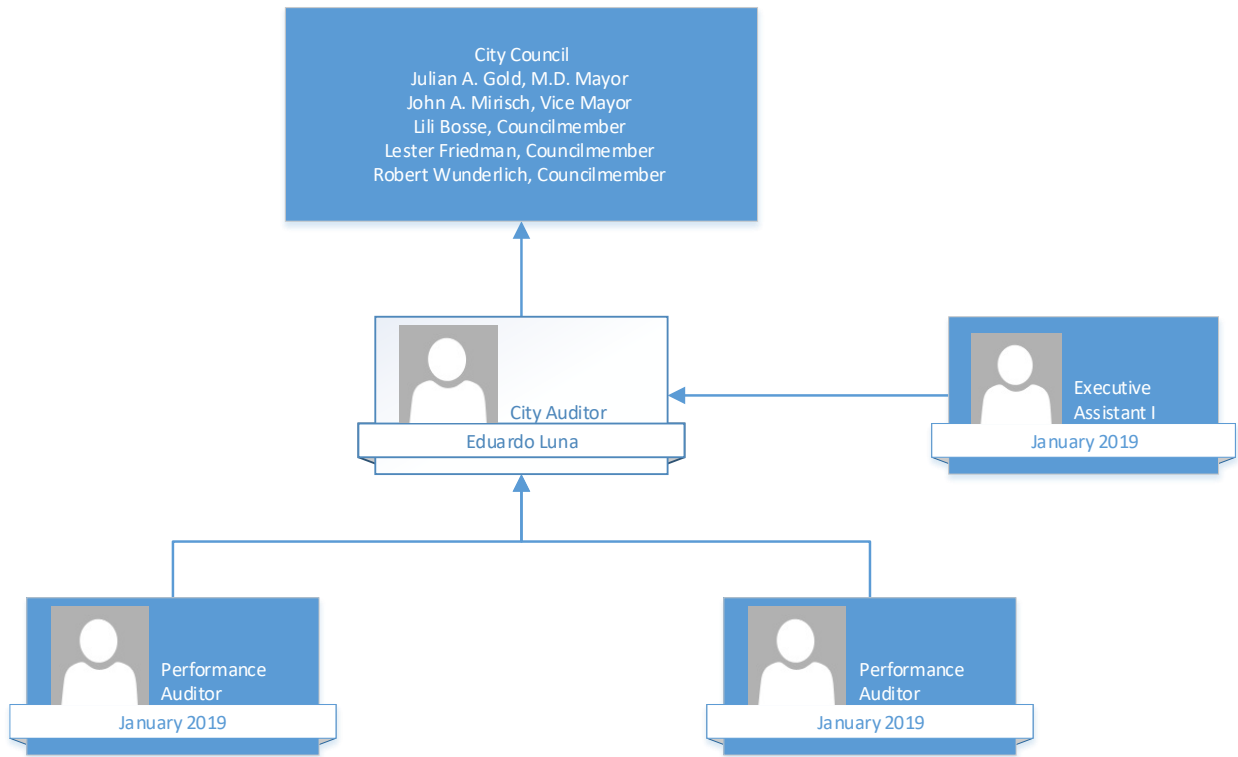 City Council
Julian A. Gold, M.D. Mayor
John A. Mirisch, Vice Mayor
Lili Bosse, Councilmember
Lester Friedman, Councilmember
Robert Wunderlich, Councilmember
City Auditor
Eduardo Luna
Executive
Assistant I
January 2019
Performance
Auditor
January 2019
Performance
Auditor
January 2019